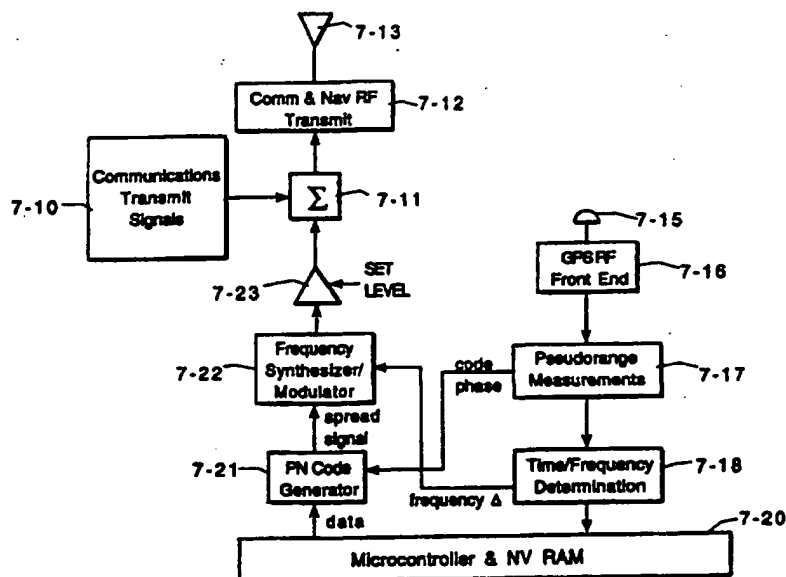 7-13
Comm & Nav RF
Transmit
7-12
Communications
Transmit
Signals
7-10
Σ
7-11
7-15
GPS RF
Front End
7-16
SET
LEVEL
7-23
Frequency
Synthesizer/
Modulator
7-22
code
phase
Pseudorange
Measurements
7-17
spread
signal
7-21
PN Code
Generator
Time/Frequency
Determination
7-18
frequency Δ
data
7-20
Microcontroller & NV RAM